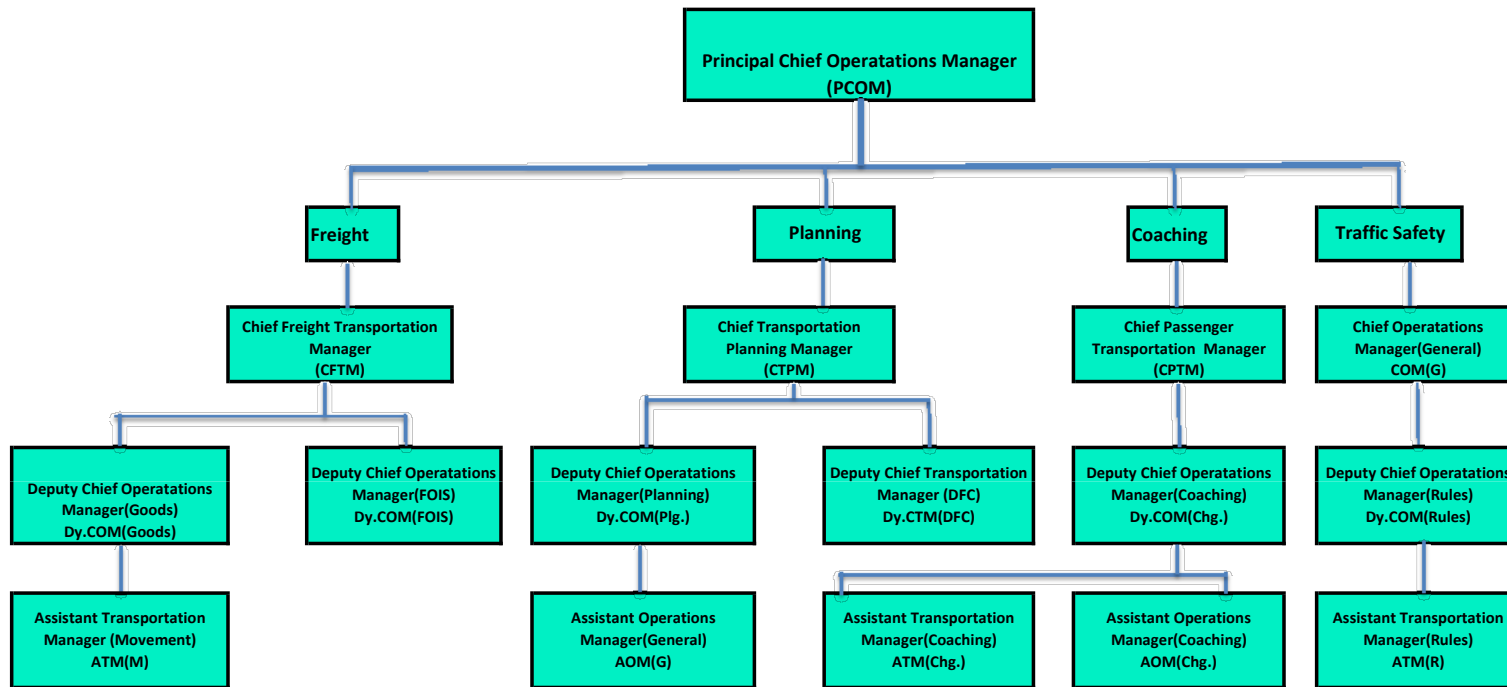 Principal Chief Operatations Manager
(PCOM)
Freight
Planning
Coaching
Traffic Safety
Chief Freight Transportation
Manager
(CFTM)
Chief Transportation
Planning Manager
(CTPM)
Chief Passenger
Transportation Manager
(CPTM)
Chief Operatations
Manager(General)
COM(G)
Deputy Chief Operatations
Manager(Goods)
Dy.COM(Goods)
Deputy Chief Operatations
Manager(FOIS)
Dy.COM(FOIS)
Deputy Chief Operatations
Manager(Planning)
Dy.COM(Plg.)
Deputy Chief Transportation
Manager (DFC)
Dy.CTM(DFC)
Deputy Chief Operatations
Manager(Coaching)
Dy.COM(Chg.)
Deputy Chief Operatations
Manager(Rules)
Dy.COM(Rules)
Assistant Transportation
Manager (Movement)
ATM(M)
Assistant Operations
Manager(General)
AOM(G)
Assistant Transportation
Manager(Coaching)
ATM(Chg.)
Assistant Operations
Manager(Coaching)
AOM(Chg.)
Assistant Transportation
Manager(Rules)
ATM(R)